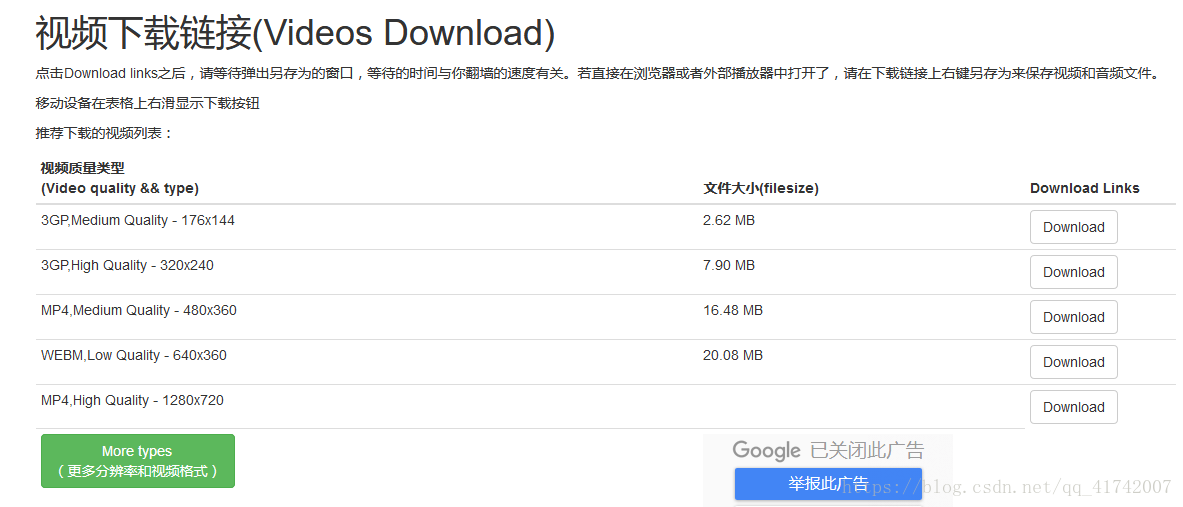 视频下载链接(Videos Download)
点击Download links之后，请等待弹出另存为的窗口，等待的时间与你翻墙的速度有关。若直接在浏览器或者外部播放器中打开了，请在下载链接上右键另存为来保存视频和音频文件。
移动设备在表格上右滑显示下载按钮
推荐下载的视频列表：
视频质量类型
(Video quality && type) 文件大小(filesize) Download Links
3GP,Medium Quality - 176x144 2.62 MB Download
3GP,High Quality - 320x240 7.90 MB Download
MP4,Medium Quality - 480x360 16.48 MB Download
WEBM,Low Quality - 640x360 20.08 MB Download
MP4,High Quality - 1280x720 Download
More types
（更多分辨率和视频格式）
Google 已关闭此广告
举报此广告
https://blog.csdn.net/qq_41742007